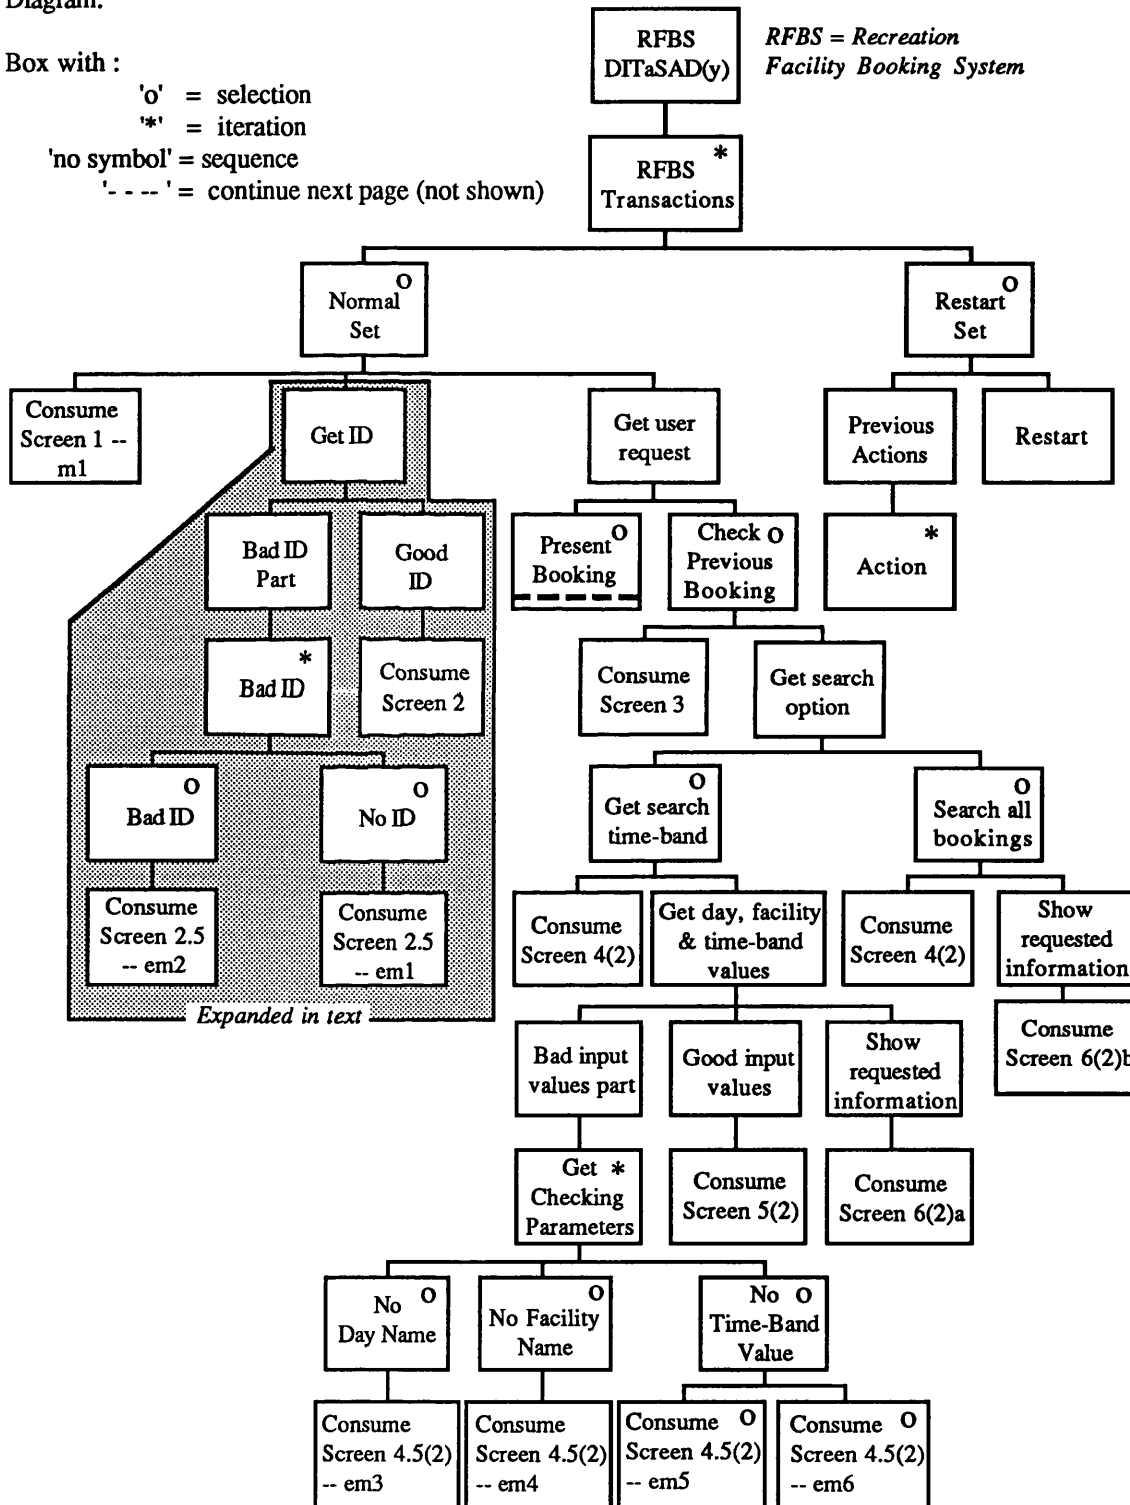 Diagram.
Box with :
'o' = selection
'*' = iteration
'no symbol' = sequence
'- - -- ' = continue next page (not shown)
RFBS
DITaSAD(y)
RFBS = Recreation
Facility Booking System
*
RFBS
Transactions
o
Normal
Set
o
Restart
Set
Consume
Screen 1 --
m1
Get ID
Get user
request
Previous
Actions
Restart
Bad ID
Part
Good
ID
o
Present
Booking
Check o
Previous
Booking
*
Action
*
Bad ID
Consume
Screen 2
Consume
Screen 3
Get search
option
o
Bad ID
o
No ID
o
Get search
time-band
o
Search all
bookings
Consume
Screen 2.5
-- em2
Consume
Screen 2.5
-- em1
Consume
Screen 4(2)
Get day, facility
& time-band
values
Consume
Screen 4(2)
Show
requested
information
Expanded in text
Bad input
values part
Good input
values
Show
requested
information
Consume
Screen 6(2)b
Get *
Checking
Parameters
Consume
Screen 5(2)
Consume
Screen 6(2)a
No o
Day Name
o
No Facility
Name
No o
Time-Band
Value
Consume
Screen 4.5(2)
-- em3
Consume
Screen 4.5(2)
-- em4
Consume o
Screen 4.5(2)
-- em5
Consume o
Screen 4.5(2)
-- em6